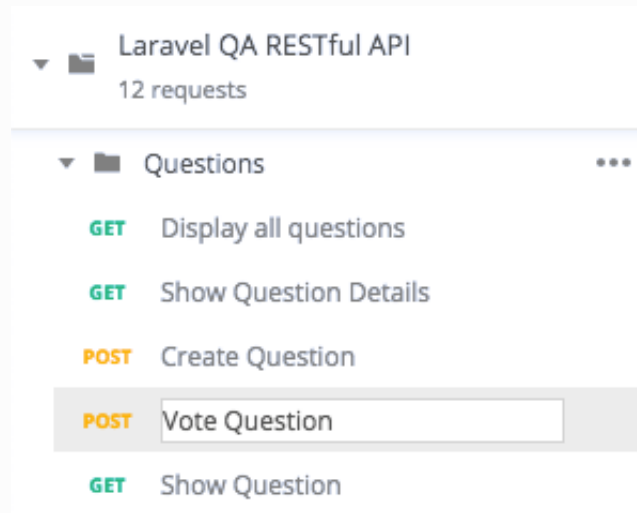 Laravel QA RESTful API
12 requests
Questions
GET Display all questions
GET Show Question Details
POST Create Question
POST Vote Question
GET Show Question